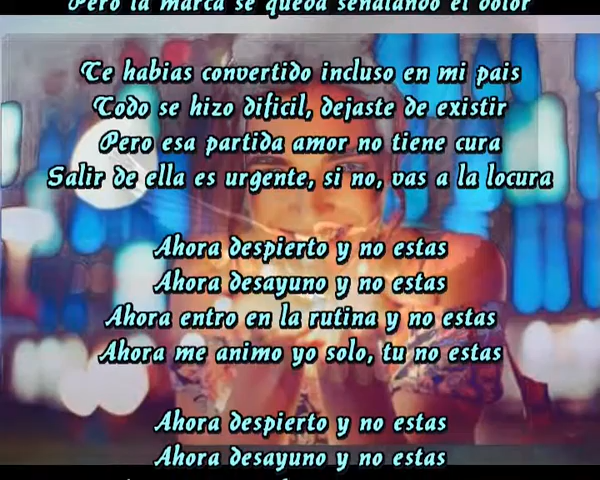 Pero la marca se queda señalando el dolor
Te habias convertido incluso en mi pais
Todo se hizo dificil, dejaste de existir
Pero esa partida amor no tiene cura
Salir de ella es urgente, si no, vas a la locura
Ahora despierto y no estas
Ahora desayuno y no estas
Ahora entro en la rutina y no estas
Ahora me animo yo solo, tu no estas
Ahora despierto y no estas
Ahora desayuno y no estas